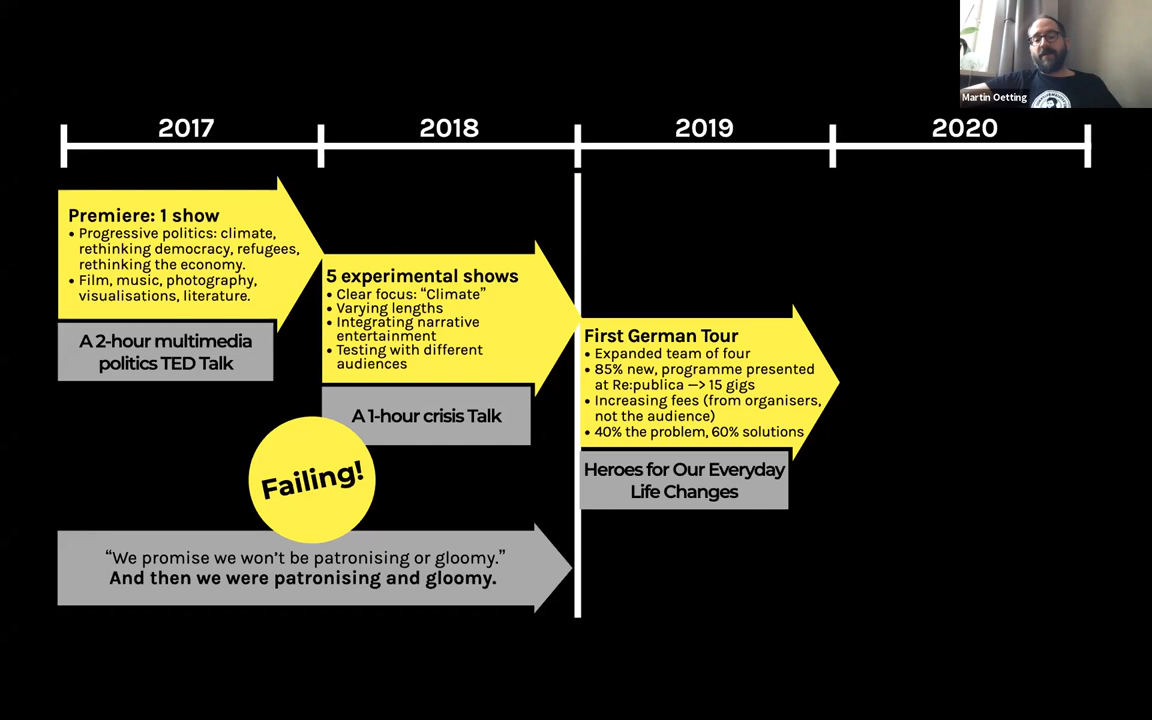 Martin Oetting
2017
2018
2019
2020
Premiere: 1 show
• Progressive politics: climate,
rethinking democracy, refugees,
rethinking the economy.
• Film, music, photography,
visualisations, literature.
A 2-hour multimedia
politics TED Talk
5 experimental shows
• Clear focus: “Climate”
• Varying lengths
• Integrating narrative
entertainment
• Testing with different
audiences
A 1-hour crisis Talk
First German Tour
• Expanded team of four
• 85% new, programme presented
at Re:publica —> 15 gigs
• Increasing fees (from organisers,
not the audience)
• 40% the problem, 60% solutions
Heroes for Our Everyday
Life Changes
Failing!
“We promise we won’t be patronising or gloomy.”
And then we were patronising and gloomy.